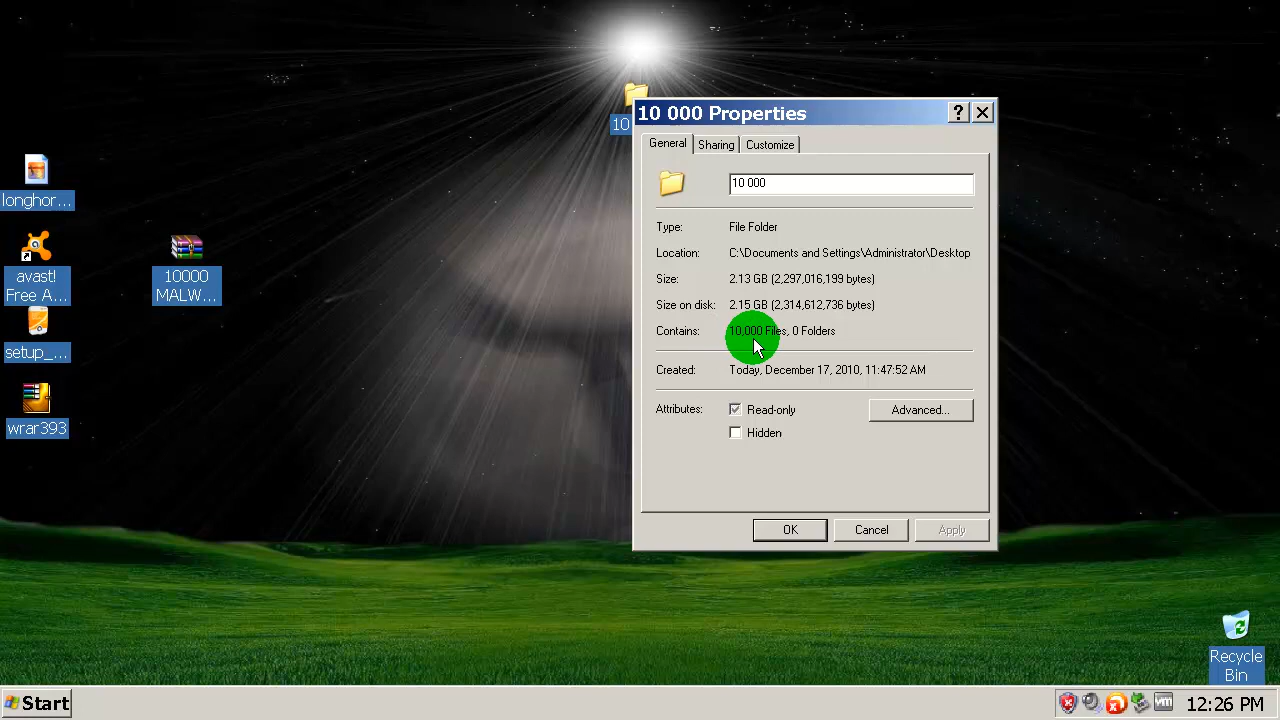 10 000 Properties
General
Sharing
Customize
10 000
Type: File Folder
Location: C:\Documents and Settings\Administrator\Desktop
Size: 2.13 GB (2,297,016,199 bytes)
Size on disk: 2.15 GB (2,314,612,736 bytes)
Contains: 10,000 Files, 0 Folders
Created: Today, December 17, 2010, 11:47:52 AM
Attributes: Read-only
Advanced...
Hidden
OK
Cancel
Apply
10
longhor...
avast!
Free A...
10000
MALW...
setup_...
wrar393
Recycle
Bin
Start
vm
12:26 PM